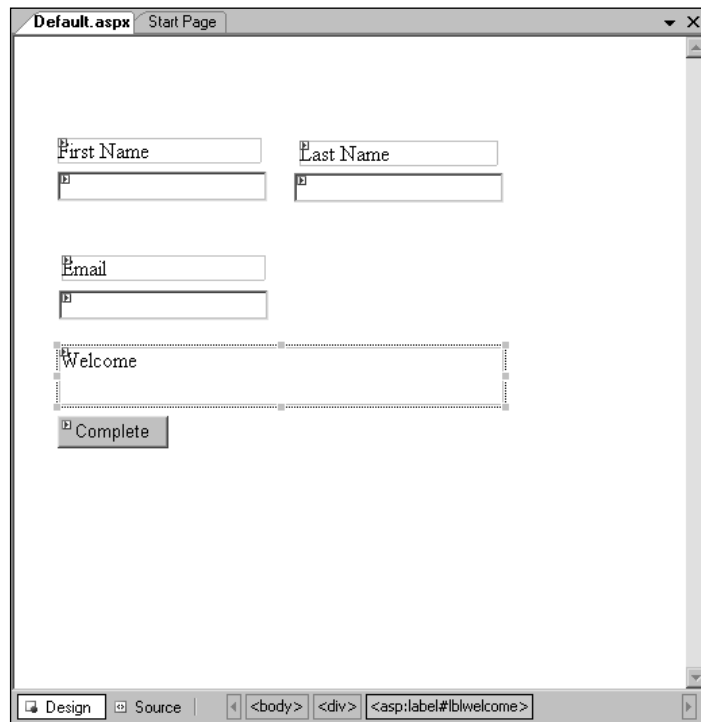 Default.aspx Start Page
First Name Last Name
Email
Welcome
Complete
Design Source <body> <div> <asp:label#lblwelcome>